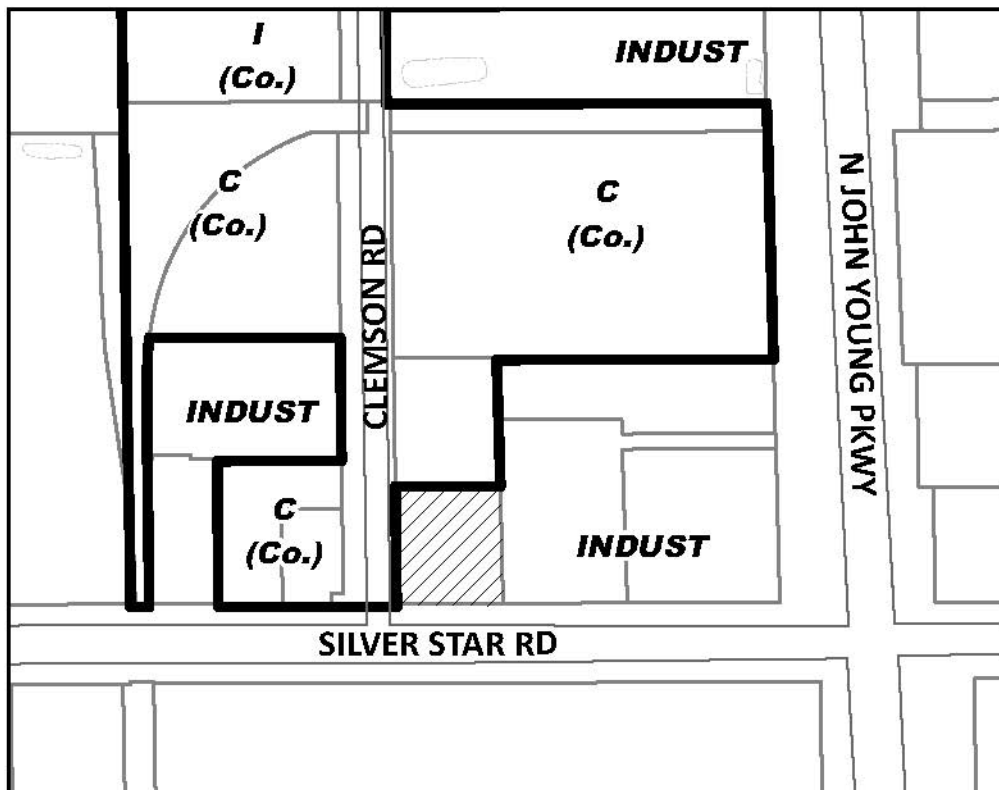 I
(Co.)
INDUST
C
(Co.)
C
(Co.)
CLEMSON RD
N JOHN YOUNG PKWY
INDUST
C
(Co.)
INDUST
SILVER STAR RD